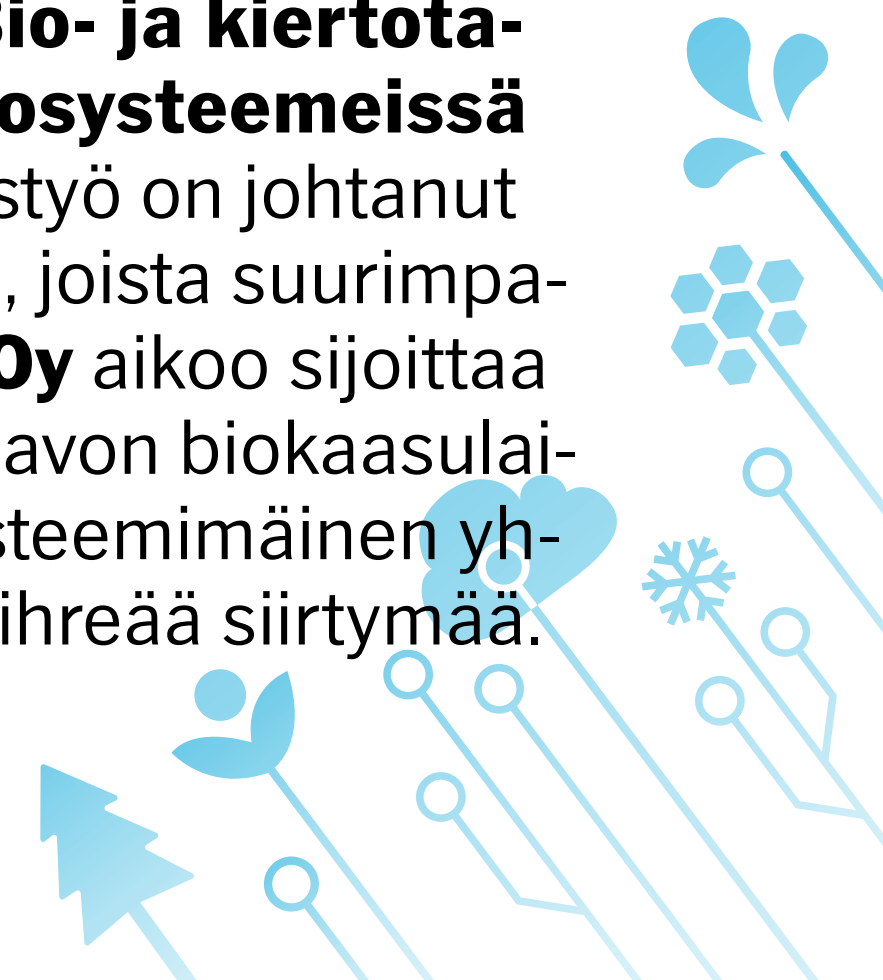 Bio- ja kiertota-
osysteemeissä
styö on johtanut
, joista suurimpa-
Oy aikoo sijoittaa
avon biokaasulai-
steemimäinen yh-
ihreää siirtymää.